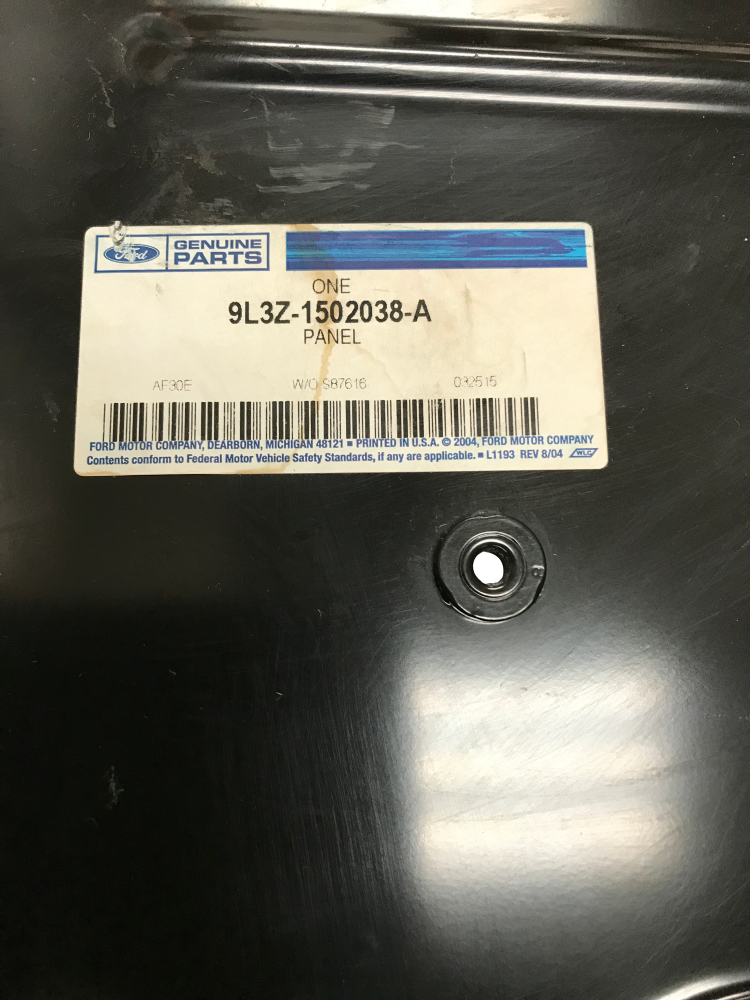 Ford
GENUINE
PARTS
ONE
9L3Z-1502038-A
PANEL
AF30E W/O S87616 032515
FORD MOTOR COMPANY, DEARBORN, MICHIGAN 48121 ■ PRINTED IN U.S.A. © 2004, FORD MOTOR COMPANY
Contents conform to Federal Motor Vehicle Safety Standards, if any are applicable. ■ L1193 REV 8/04 WLC